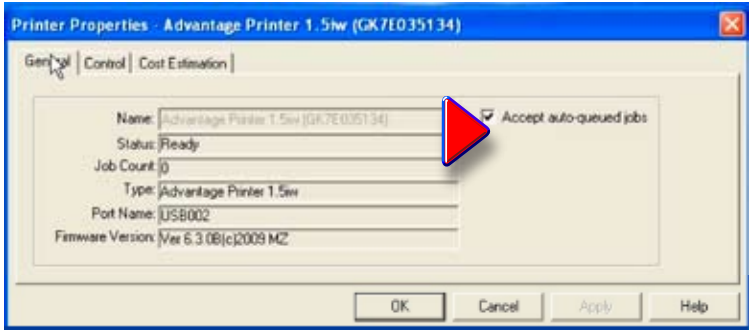 Printer Properties - Advantage Printer 1.5iw (GK7E035134)
General Control Cost Estimation
Name: Advantage Printer 1.5iw (GK7E035134)
Accept auto-queued jobs
Status: Ready
Job Count: 0
Type: Advantage Printer 1.5iw
Port Name: USB002
Firmware Version: Ver 6.3.0B(c)2009 MZ
OK Cancel Apply Help